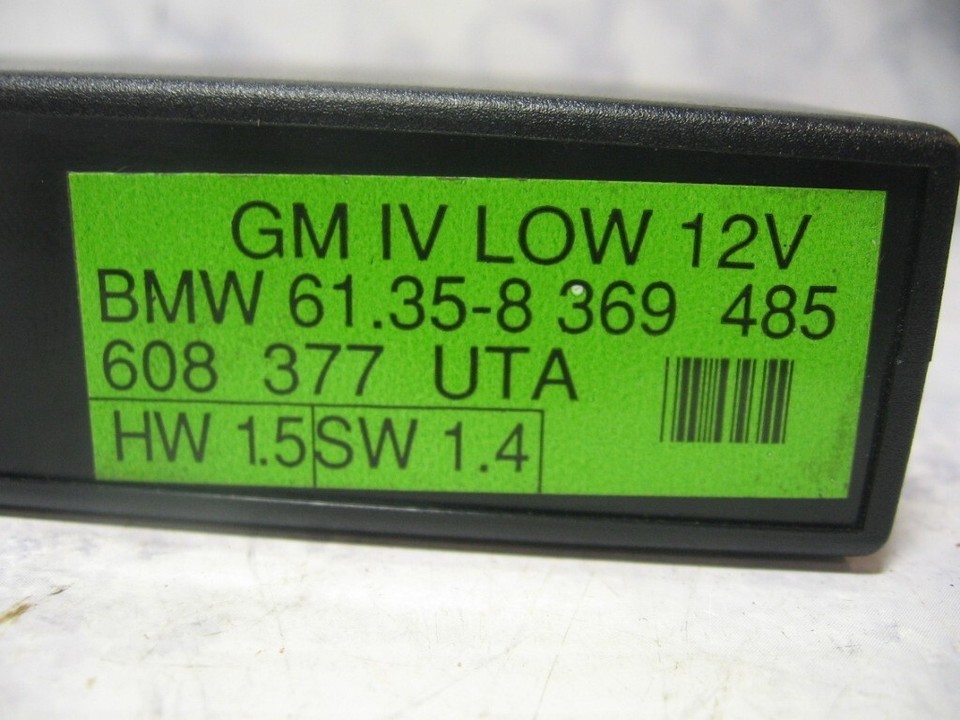 GM IV LOW 12V
BMW 61.35-8 369 485
608 377 UTA
HW 1.5 SW 1.4